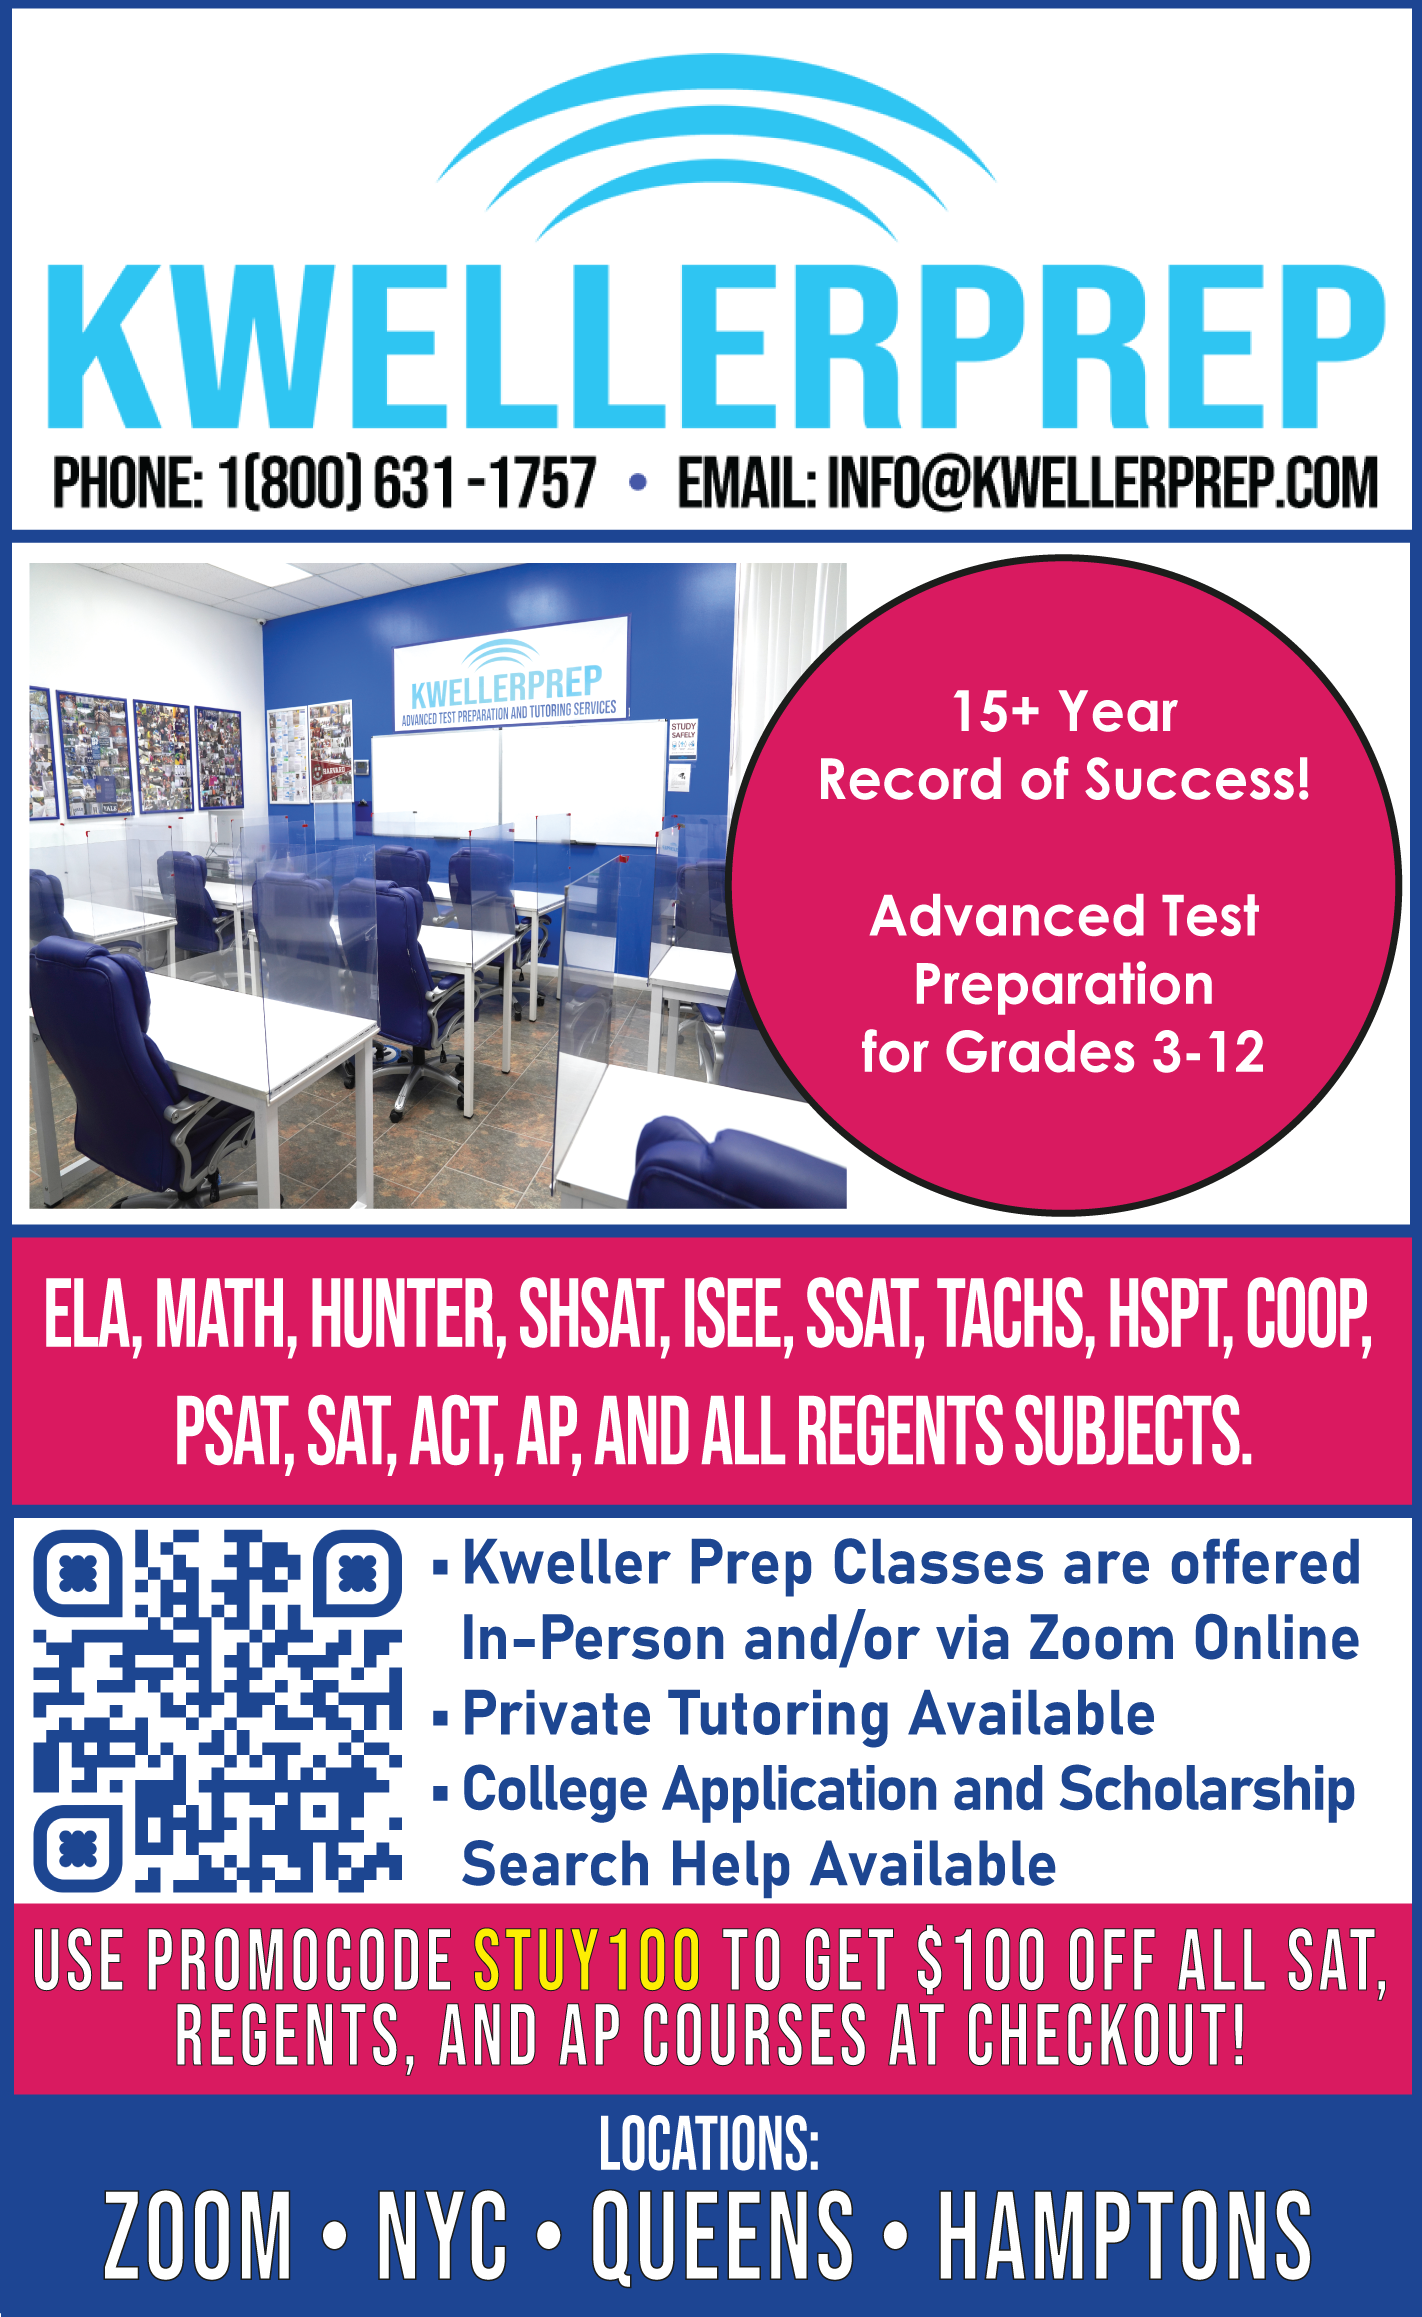 KWELLERPREP
PHONE: 1(800) 631-1757 • EMAIL: INFO@KWELLERPREP.COM
KWELLERPREP
ADVANCED TEST PREPARATION AND TUTORING SERVICES
STUDY
SAFELY
HARVARD
YALE
15+ Year
Record of Success!
Advanced Test
Preparation
for Grades 3-12
ELA, MATH, HUNTER, SHSAT, ISEE, SSAT, TACHS, HSPT, COOP,
PSAT, SAT, ACT, AP, AND ALL REGENTS SUBJECTS.
▪ Kweller Prep Classes are offered
In-Person and/or via Zoom Online
▪ Private Tutoring Available
▪ College Application and Scholarship
Search Help Available
USE PROMOCODE STUY100 TO GET $100 OFF ALL SAT,
REGENTS, AND AP COURSES AT CHECKOUT!
LOCATIONS:
ZOOM • NYC • QUEENS • HAMPTONS